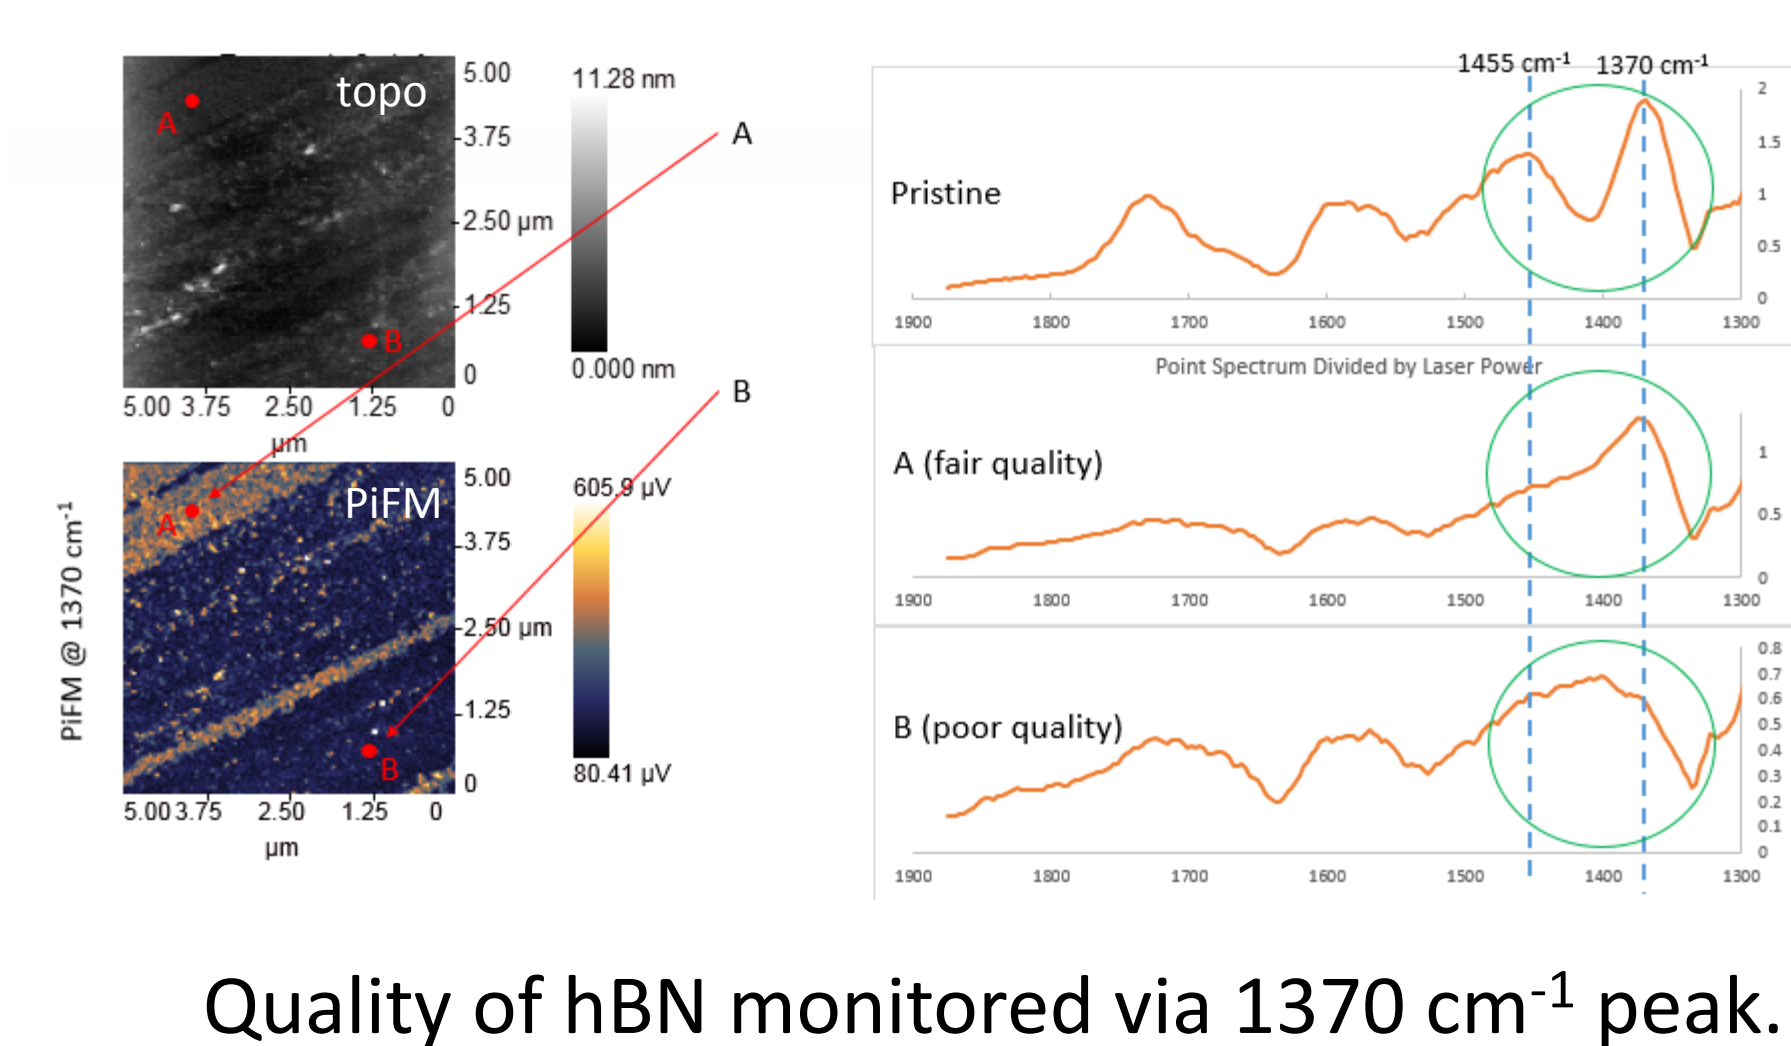 topo
A
B
5.00
3.75
2.50 µm
1.25
0
5.00 3.75 2.50 1.25 0
µm
11.28 nm
0.000 nm
A
B
PiFM @ 1370 cm-1
PiFM
A
B
5.00
3.75
2.50 µm
1.25
0
5.00 3.75 2.50 1.25 0
µm
605.9 µV
80.41 µV
1455 cm-1 1370 cm-1
Pristine
2
1.5
1
0.5
0
1900 1800 1700 1600 1500 1400 1300
Point Spectrum Divided by Laser Power
A (fair quality)
1
0.5
0
1900 1800 1700 1600 1500 1400 1300
B (poor quality)
0.8
0.7
0.6
0.5
0.4
0.3
0.2
0.1
0
1900 1800 1700 1600 1500 1400 1300
Quality of hBN monitored via 1370 cm-1 peak.